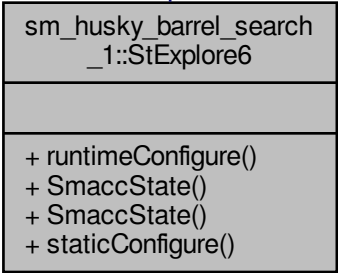 sm_husky_barrel_search
_1::StExplore6
+ runtimeConfigure()
+ SmaccState()
+ SmaccState()
+ staticConfigure()